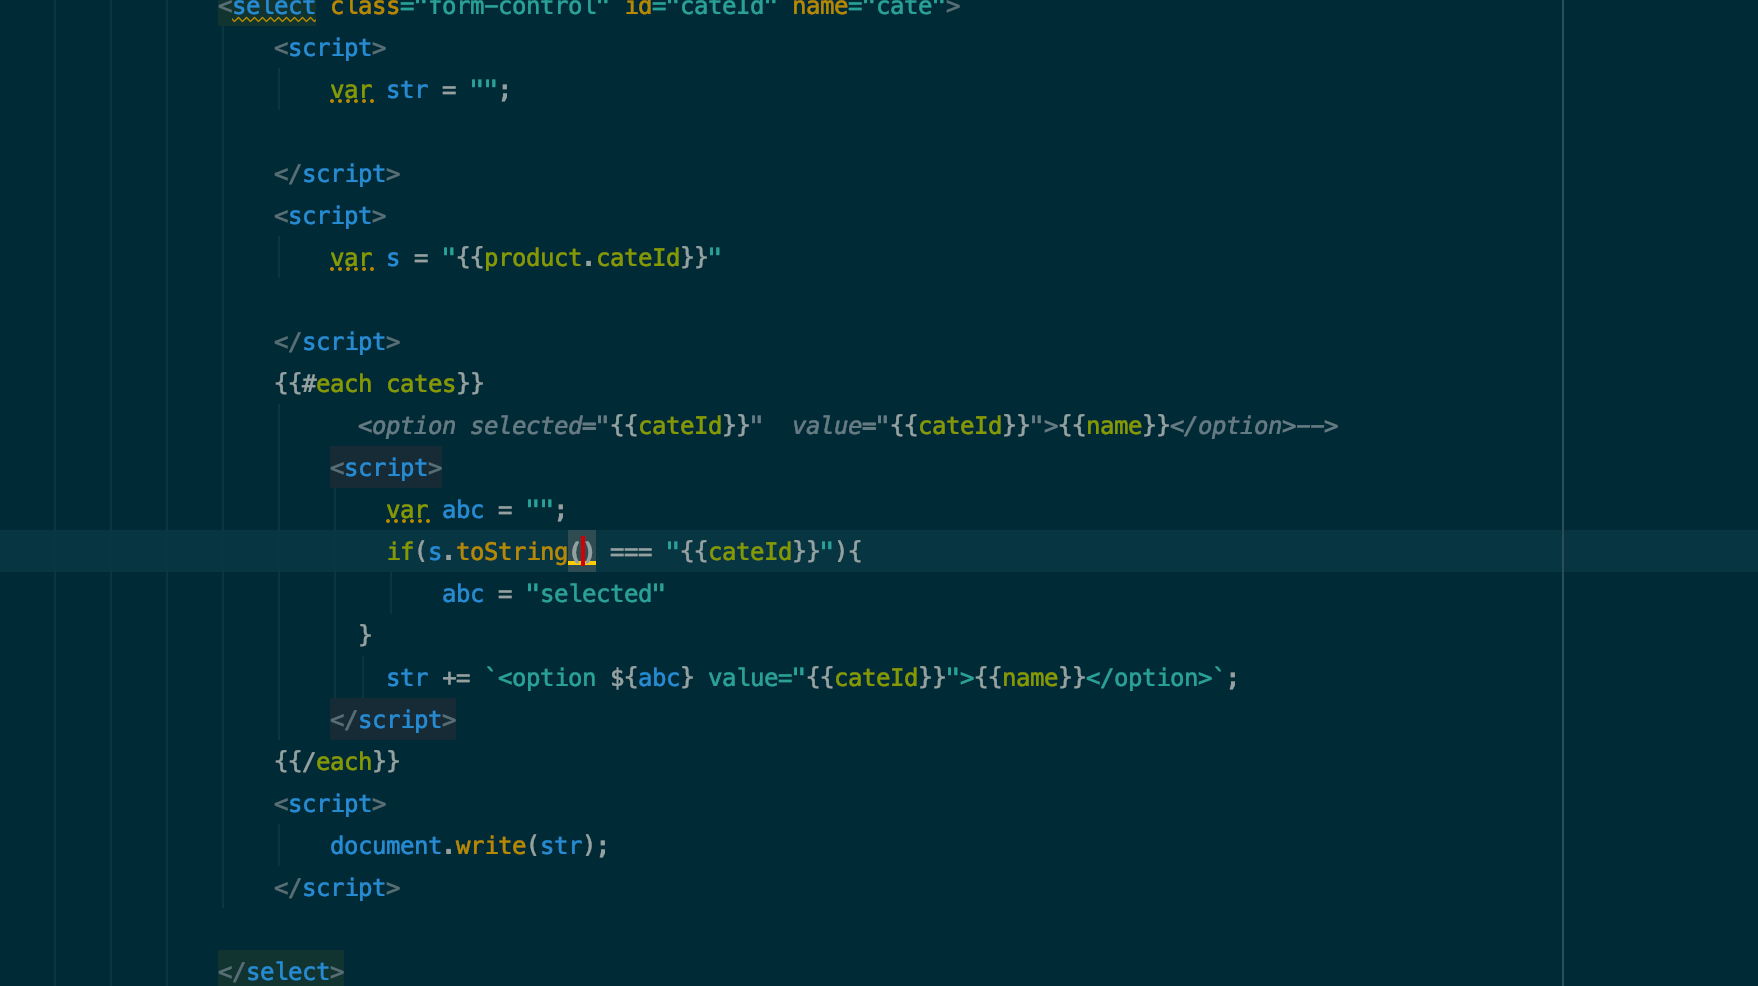 <select class="form-control" id="cateId" name="cate">
<script>
var str = "";
</script>
<script>
var s = "{{product.cateId}}"
</script>
{{#each cates}}
<option selected="{{cateId}}"  value="{{cateId}}">{{name}}</option>-->
<script>
var abc = "";
if(s.toString() === "{{cateId}}"){
abc = "selected"
}
str += `<option ${abc} value="{{cateId}}">{{name}}</option>`;
</script>
{{/each}}
<script>
document.write(str);
</script>
</select>